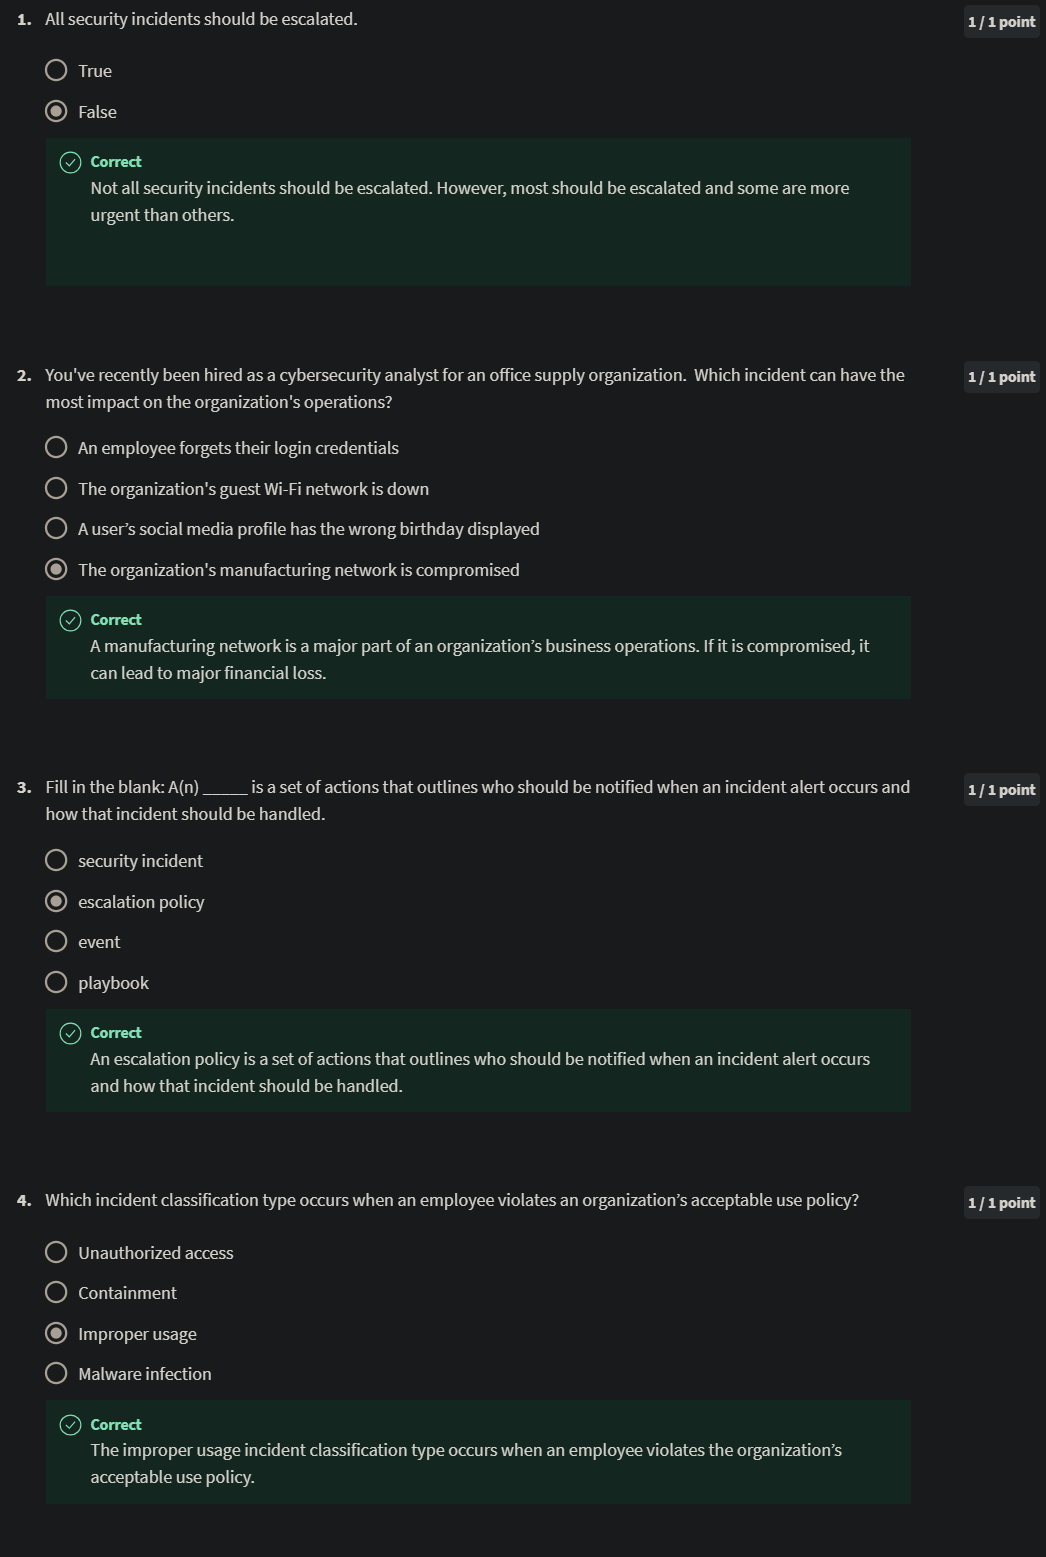 1. All security incidents should be escalated.
1 / 1 point
True
False
Correct
Not all security incidents should be escalated. However, most should be escalated and some are more
urgent than others.
2. You've recently been hired as a cybersecurity analyst for an office supply organization.  Which incident can have the
most impact on the organization's operations?
1 / 1 point
An employee forgets their login credentials
The organization's guest Wi-Fi network is down
A user’s social media profile has the wrong birthday displayed
The organization's manufacturing network is compromised
Correct
A manufacturing network is a major part of an organization’s business operations. If it is compromised, it
can lead to major financial loss.
3. Fill in the blank: A(n) _____ is a set of actions that outlines who should be notified when an incident alert occurs and
how that incident should be handled.
1 / 1 point
security incident
escalation policy
event
playbook
Correct
An escalation policy is a set of actions that outlines who should be notified when an incident alert occurs
and how that incident should be handled.
4. Which incident classification type occurs when an employee violates an organization’s acceptable use policy?
1 / 1 point
Unauthorized access
Containment
Improper usage
Malware infection
Correct
The improper usage incident classification type occurs when an employee violates the organization’s
acceptable use policy.